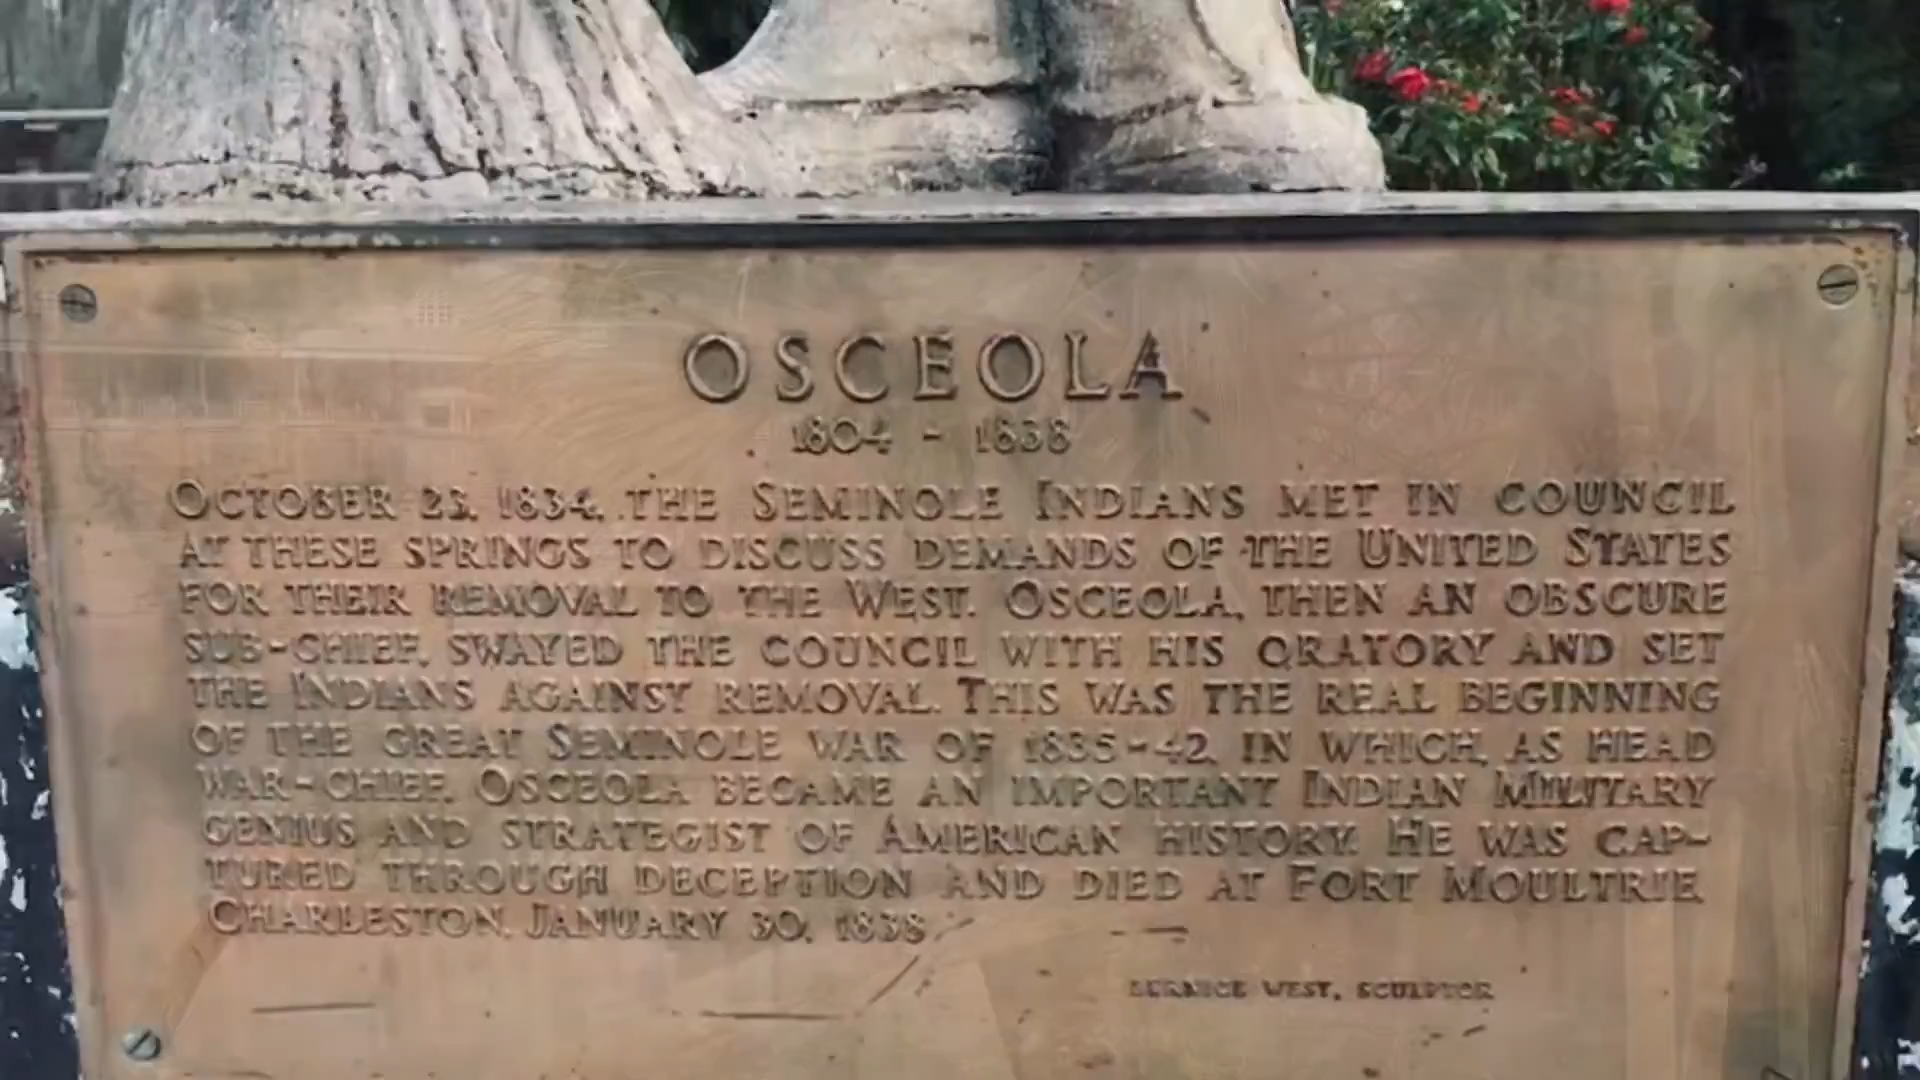 OSCEOLA
1804 - 1838
OCTOBER 23, 1834, THE SEMINOLE INDIANS MET IN COUNCIL
AT THESE SPRINGS TO DISCUSS DEMANDS OF THE UNITED STATES
FOR THEIR REMOVAL TO THE WEST. OSCEOLA, THEN AN OBSCURE
SUB-CHIEF, SWAYED THE COUNCIL WITH HIS ORATORY AND SET
THE INDIANS AGAINST REMOVAL. THIS WAS THE REAL BEGINNING
OF THE GREAT SEMINOLE WAR OF 1835-42, IN WHICH, AS HEAD
WAR-CHIEF, OSCEOLA BECAME AN IMPORTANT INDIAN MILITARY
GENIUS AND STRATEGIST OF AMERICAN HISTORY. HE WAS CAP-
TURED THROUGH DECEPTION AND DIED AT FORT MOULTRIE,
CHARLESTON, JANUARY 30, 1838
BERNICE WEST, SCULPTOR